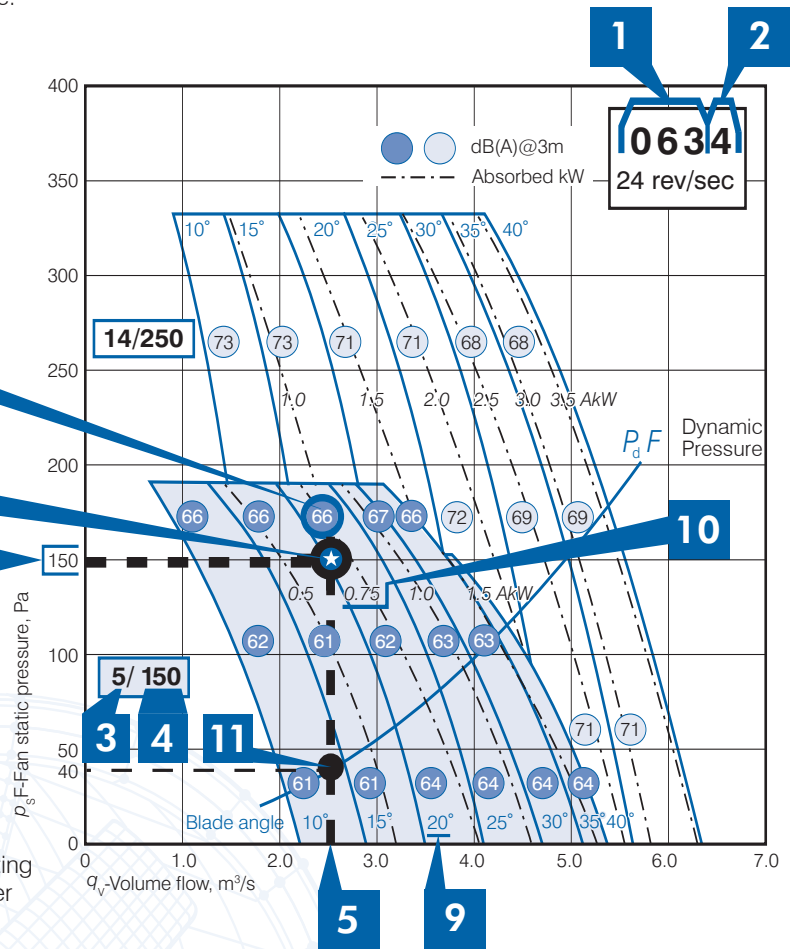 1 2
400
0634
24 rev/sec
dB(A)@3m
Absorbed kW
350
10° 15° 20° 25° 30° 35° 40°
300
14/250
73 73 71 71 68 68
250
1.0 1.5 2.0 2.5 3.0 3.5 AkW
PdF
Dynamic
Pressure
200
66 66 66 67 66 72 69 69
10
150
0.5 0.75 1.0 1.5 AkW
62 61 62 63 63
100
5/ 150
3 4 11
71 71
50
40
61 61 64 64 64 64
Blade angle 10° 15° 20° 25° 30° 35° 40°
0
0 1.0 2.0 3.0 4.0 5.0 6.0 7.0
psF-Fan static pressure, Pa
qv-Volume flow, m³/s
5 9